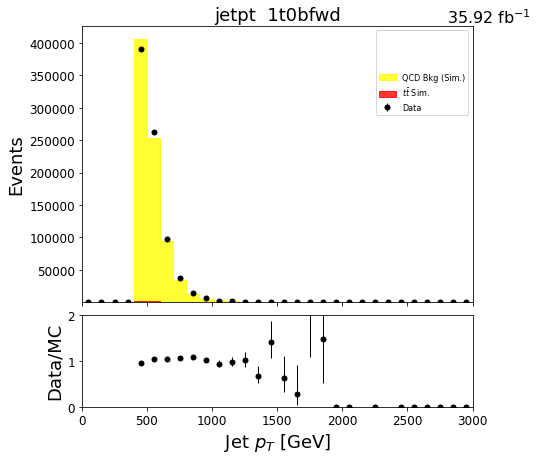 jetpt 1t0bfwd
35.92 fb⁻¹
400000
350000
300000
250000
200000
150000
100000
50000
Events
QCD Bkg (Sim.)
tt̄ Sim.
Data
2
1
0
Data/MC
0 500 1000 1500 2000 2500 3000
Jet p_T [GeV]